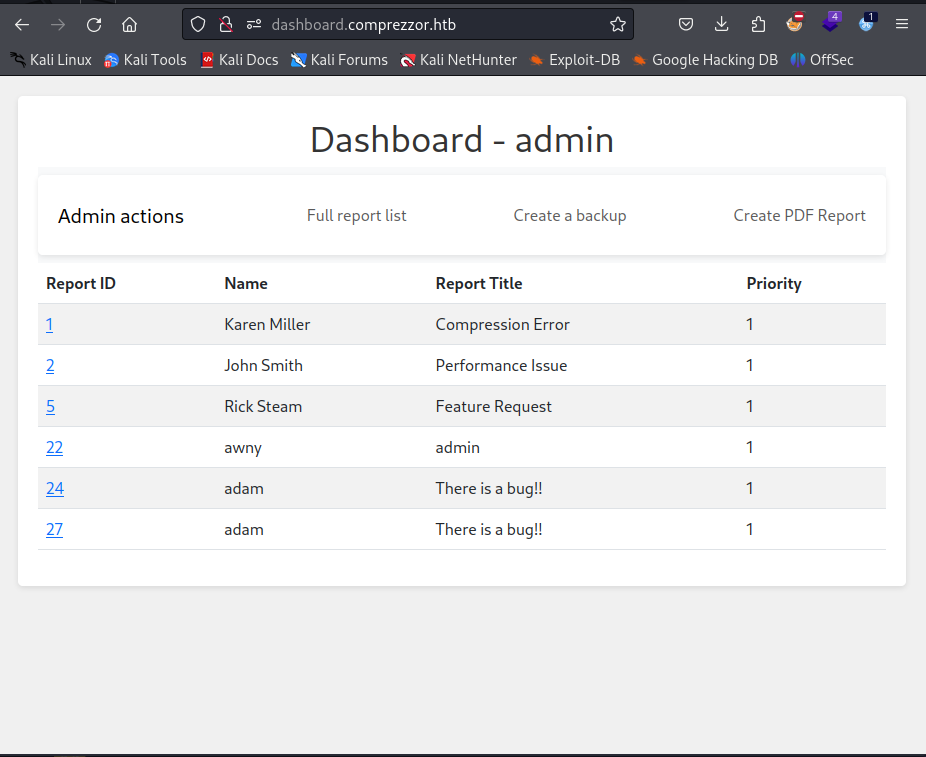 dashboard.comprezzor.htb
4
1
Kali Linux Kali Tools Kali Docs Kali Forums Kali NetHunter Exploit-DB Google Hacking DB OffSec
Dashboard - admin
Admin actions Full report list Create a backup Create PDF Report
Report ID Name Report Title Priority
1 Karen Miller Compression Error 1
2 John Smith Performance Issue 1
5 Rick Steam Feature Request 1
22 awny admin 1
24 adam There is a bug!! 1
27 adam There is a bug!! 1